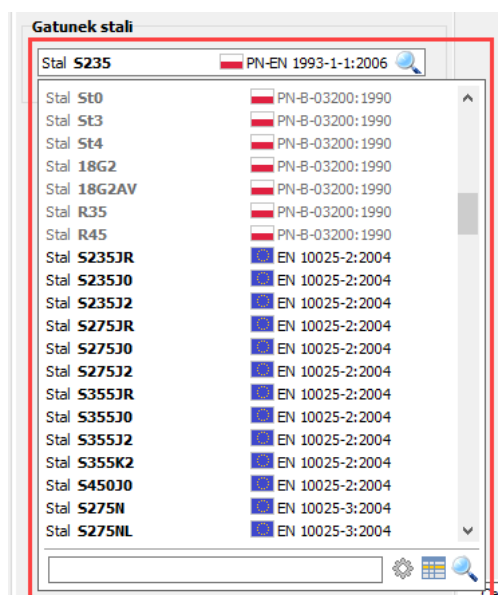 Gatunek stali
Stal S235 PN-EN 1993-1-1:2006
Stal St0 PN-B-03200:1990
Stal St3 PN-B-03200:1990
Stal St4 PN-B-03200:1990
Stal 18G2 PN-B-03200:1990
Stal 18G2AV PN-B-03200:1990
Stal R35 PN-B-03200:1990
Stal R45 PN-B-03200:1990
Stal S235JR EN 10025-2:2004
Stal S235J0 EN 10025-2:2004
Stal S235J2 EN 10025-2:2004
Stal S275JR EN 10025-2:2004
Stal S275J0 EN 10025-2:2004
Stal S275J2 EN 10025-2:2004
Stal S355JR EN 10025-2:2004
Stal S355J0 EN 10025-2:2004
Stal S355J2 EN 10025-2:2004
Stal S355K2 EN 10025-2:2004
Stal S450J0 EN 10025-2:2004
Stal S275N EN 10025-3:2004
Stal S275NL EN 10025-3:2004